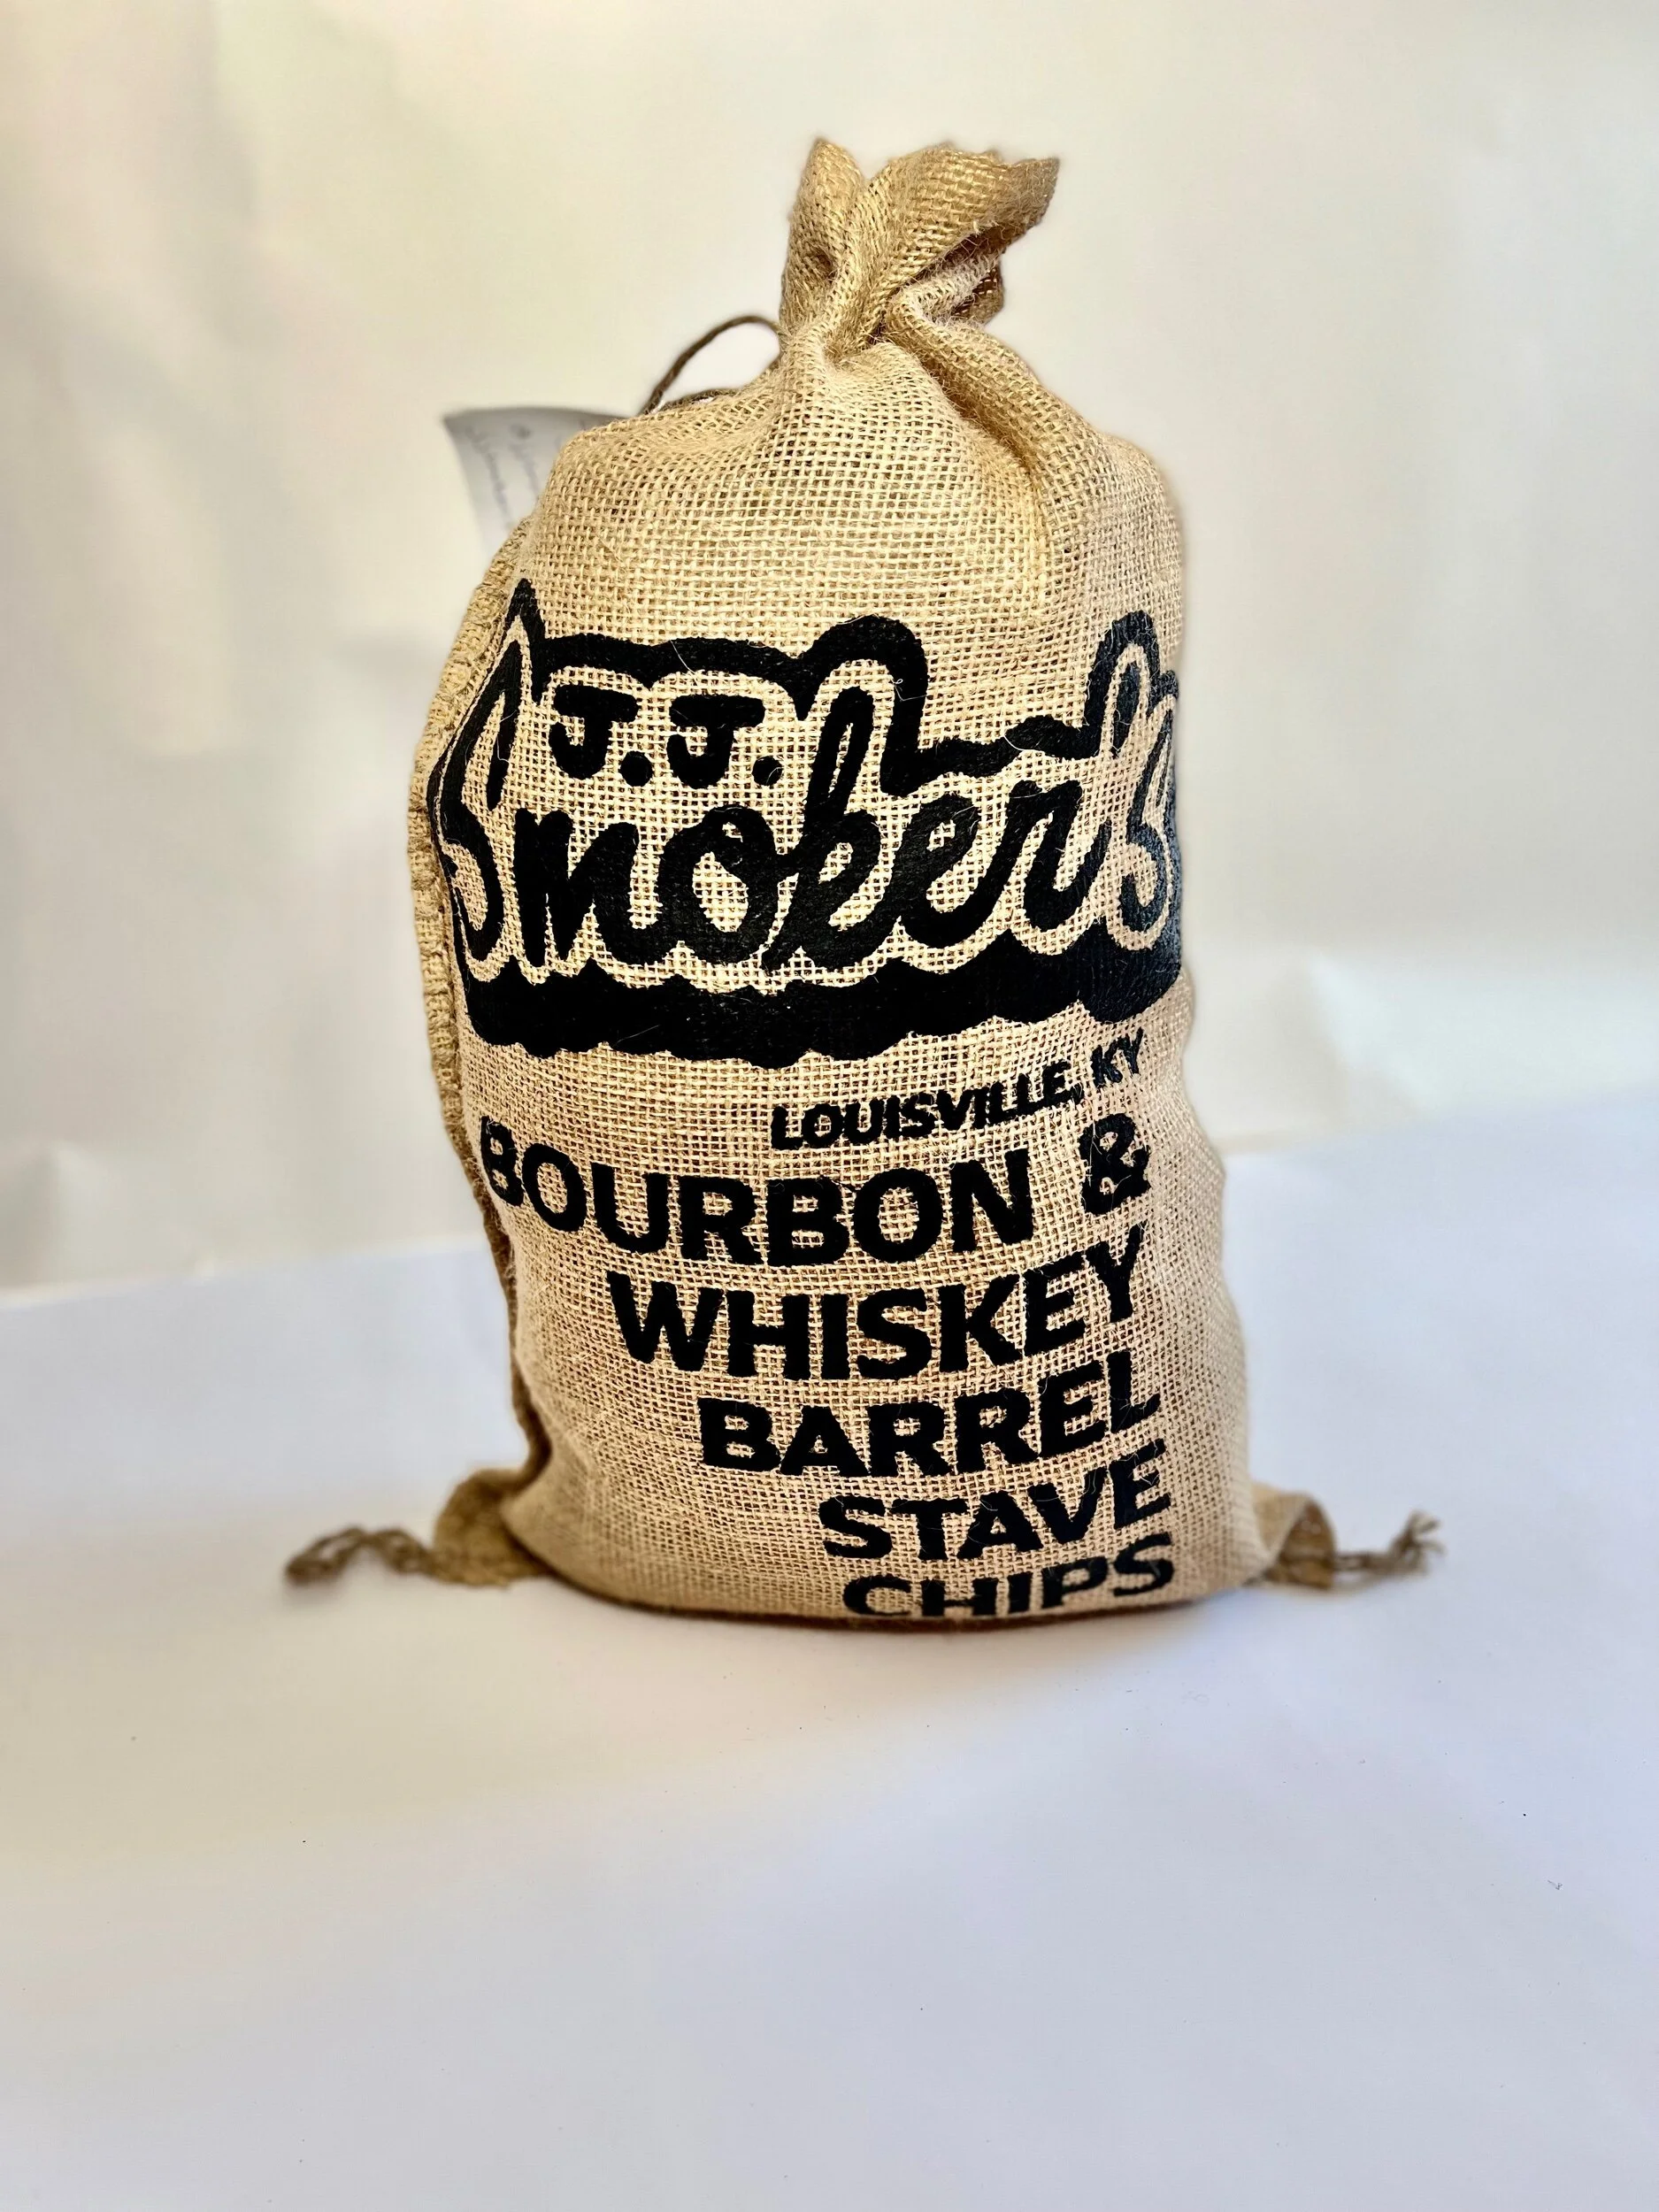 J.J.
Smoker's
LOUISVILLE, KY
BOURBON &
WHISKEY
BARREL
STAVE
CHIPS